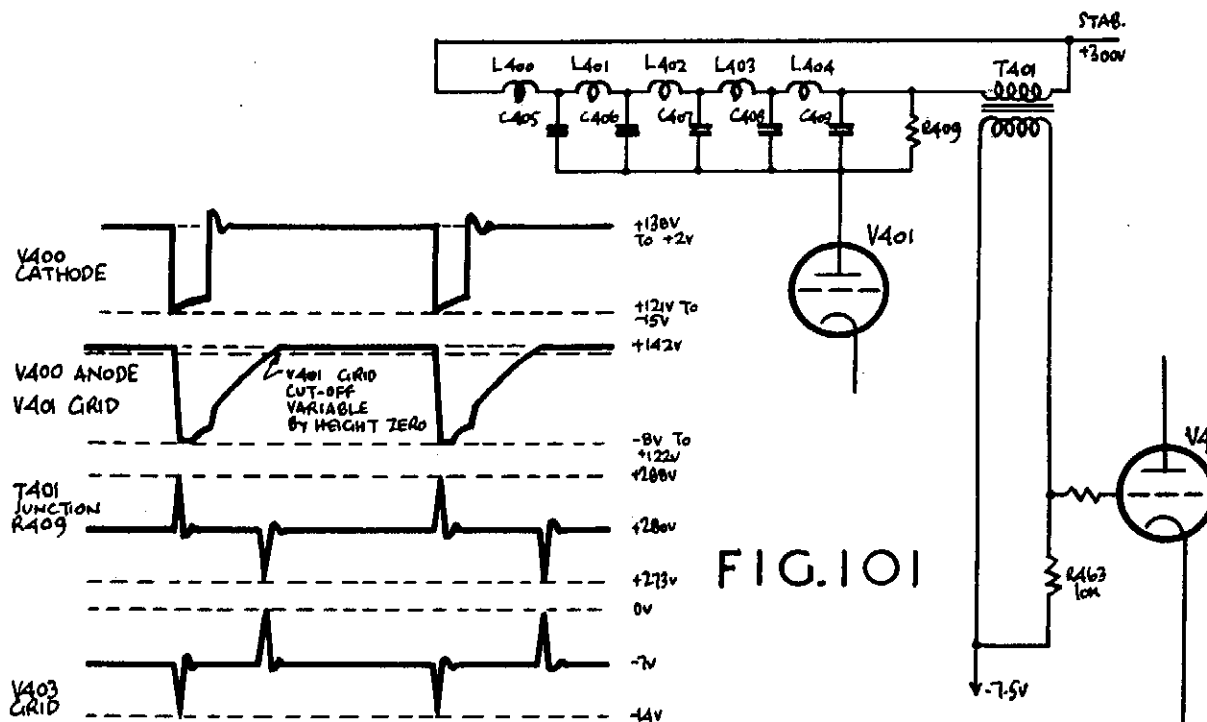 STAB.
+300V
L400 L401 L402 L403 L404
T401
C405 C406 C407 C408 C409
R409
V401
V400
CATHODE
+138V
To +2V
+121V To
-15V
V400 ANODE
V401 GRID
V401 GRID
CUT-OFF
VARIABLE
BY HEIGHT ZERO
+142V
-8V To
+122V
T401
JUNCTION
R409
+288V
+280V
+273V
V403
GRID
0V
-7V
-14V
FIG.101
V4
R463
10K
-7.5V